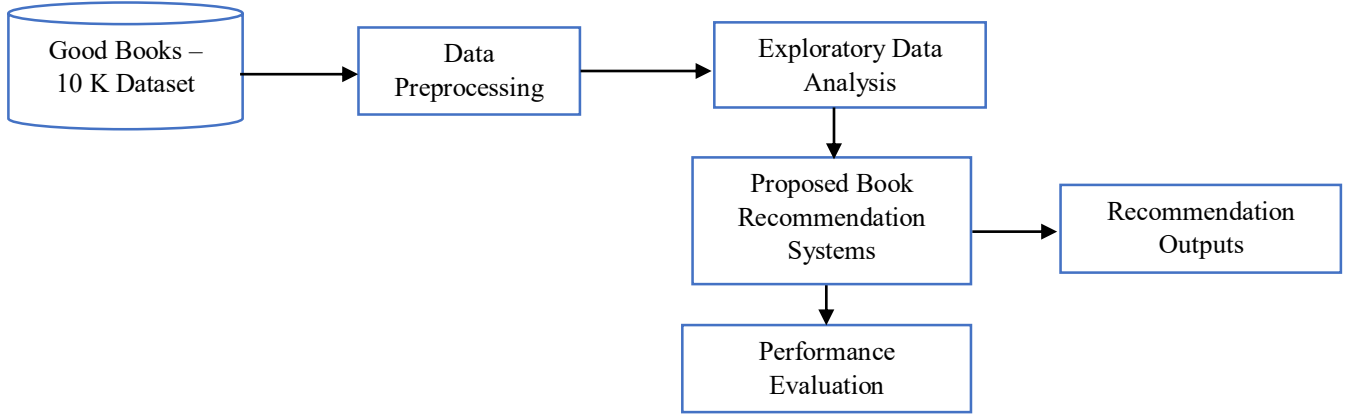 Good Books –
10 K Dataset
Data
Preprocessing
Exploratory Data
Analysis
Proposed Book
Recommendation
Systems
Recommendation
Outputs
Performance
Evaluation